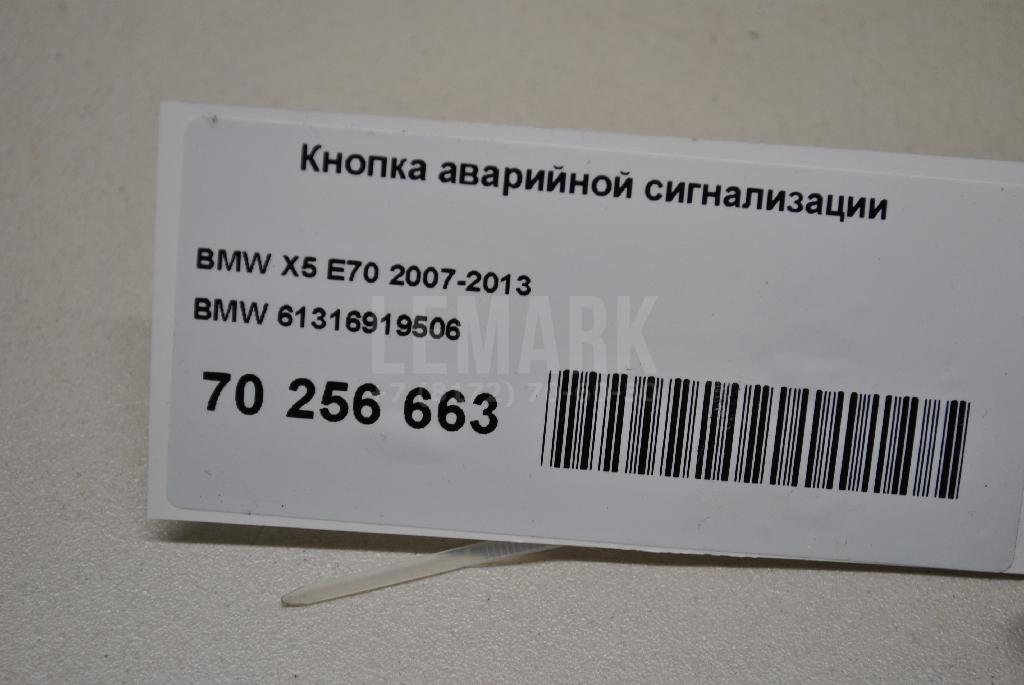 Кнопка аварийной сигнализации
BMW X5 E70 2007-2013
BMW 61316919506
LEMARK
70 256 663